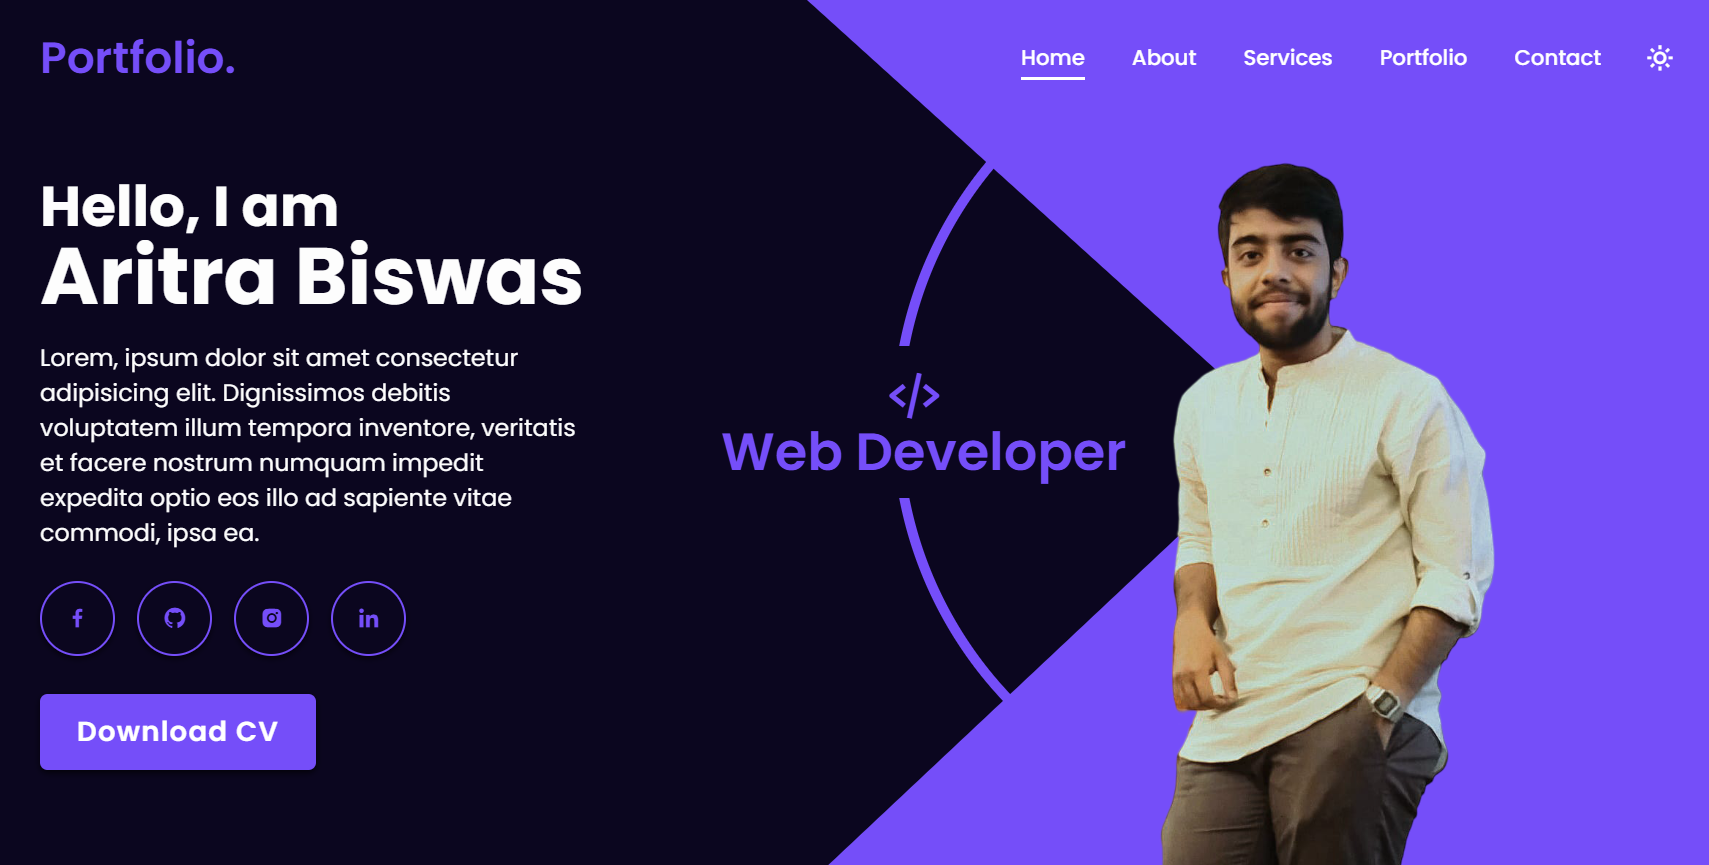 Portfolio.
Home About Services Portfolio Contact
Hello, I am
Aritra Biswas
Lorem, ipsum dolor sit amet consectetur
adipisicing elit. Dignissimos debitis
voluptatem illum tempora inventore, veritatis
et facere nostrum numquam impedit
expedita optio eos illo ad sapiente vitae
commodi, ipsa ea.
</>
Web Developer
Download CV